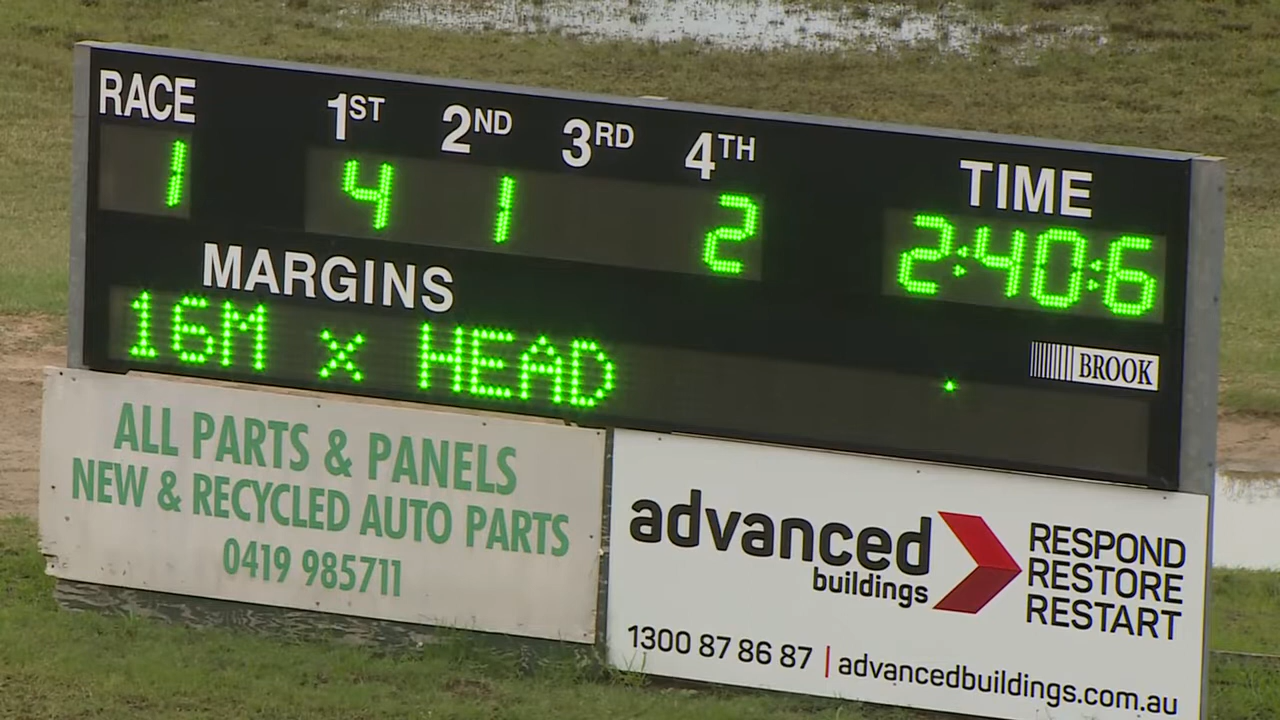 RACE 1ST 2ND 3RD 4TH TIME
1 4 1 2 2:40:6
MARGINS
16M x HEAD
BROOK
ALL PARTS & PANELS
NEW & RECYCLED AUTO PARTS
0419 985711
advanced
buildings
RESPOND
RESTORE
RESTART
1300 87 86 87 | advancedbuildings.com.au